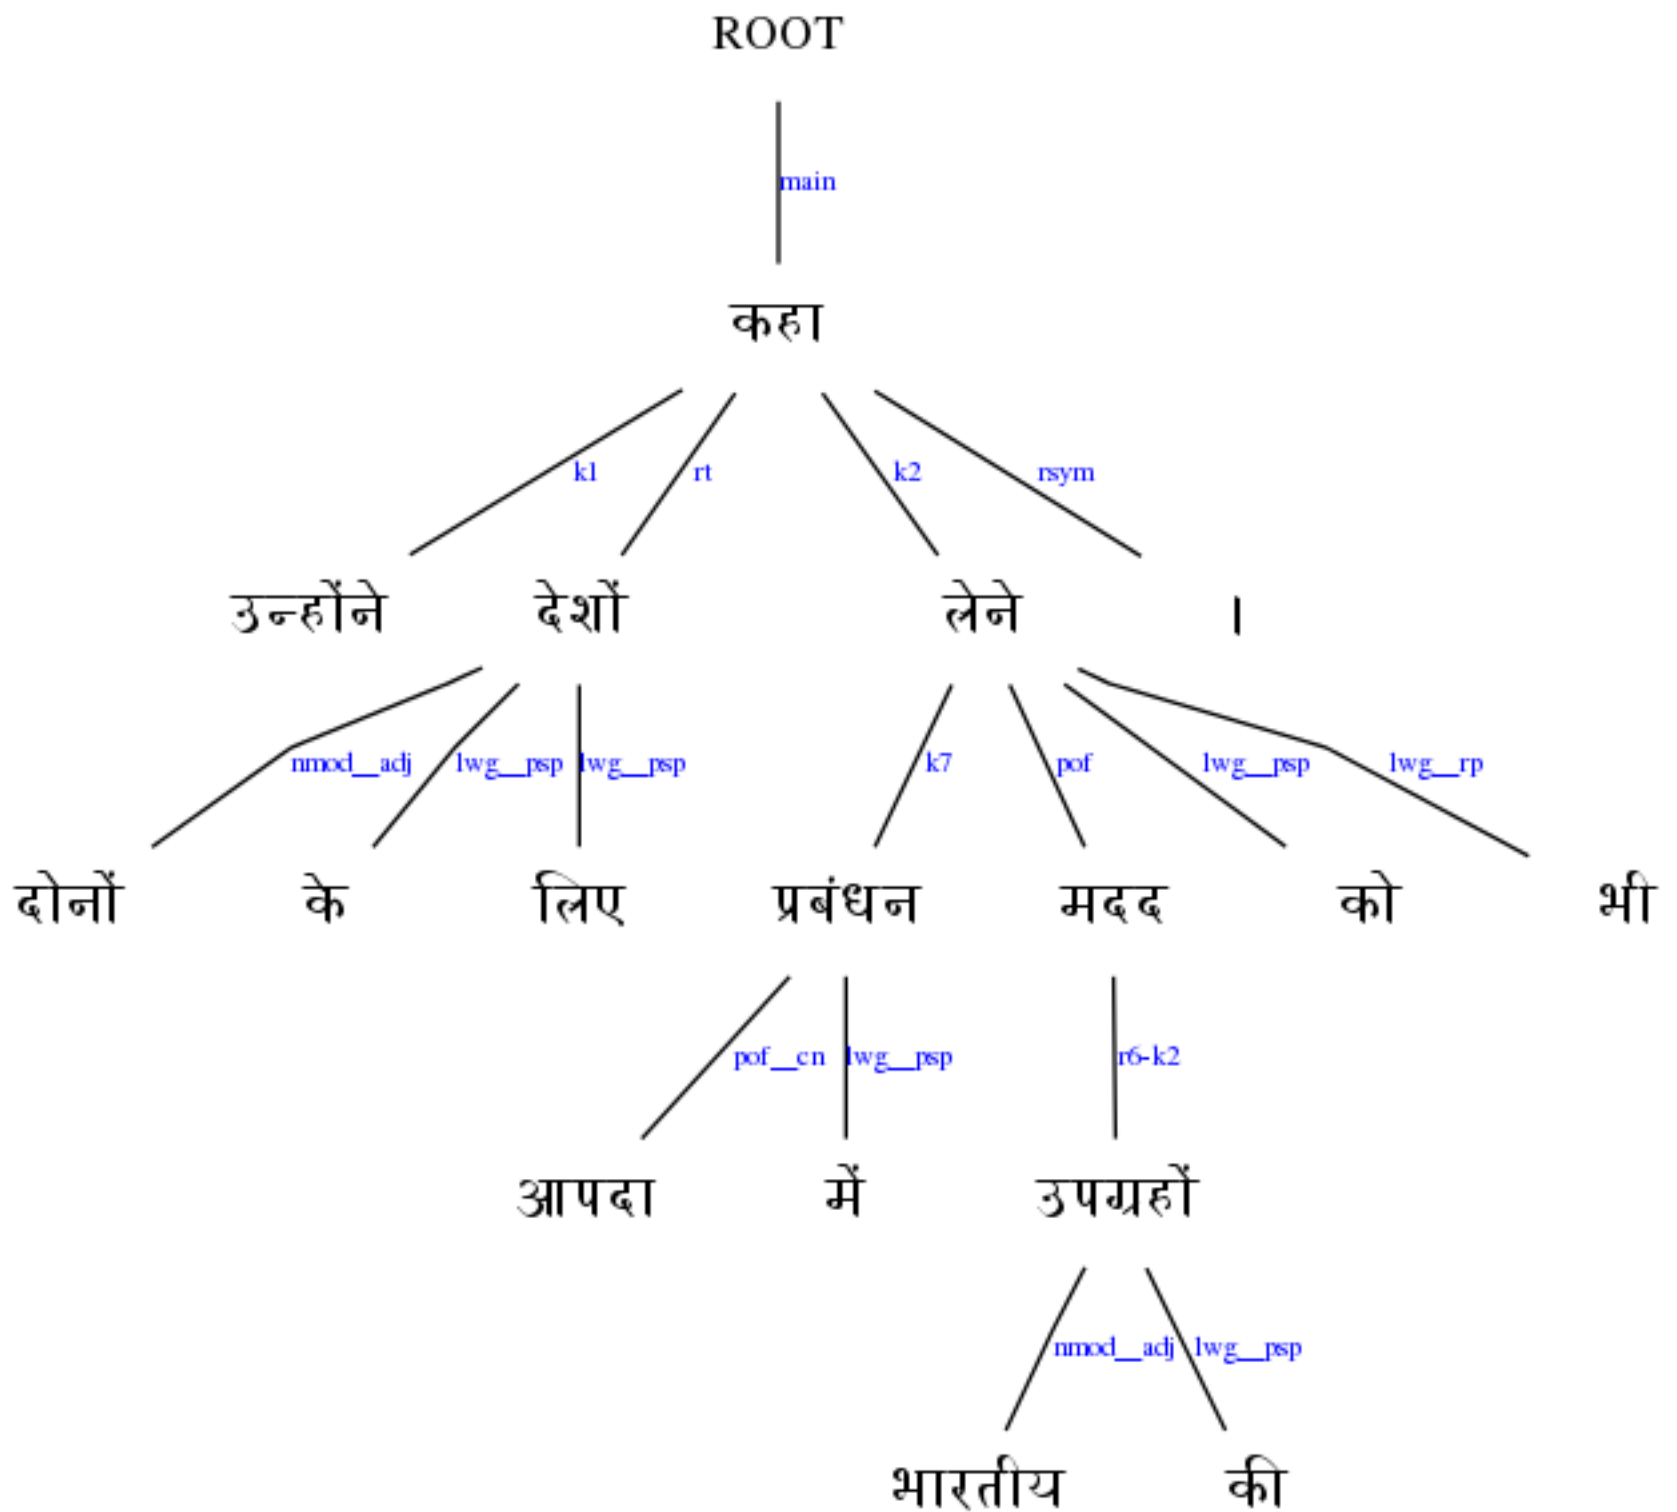 ROOT
main
कहा
k1 rt k2 rsym
उन्होंने देशों लेने ।
nmod__adj lwg__psp lwg__psp k7 pof lwg__psp lwg__rp
दोनों के लिए प्रबंधन मदद को भी
pof__cn lwg__psp r6-k2
आपदा में उपग्रहों
nmod__adj lwg__psp
भारतीय की